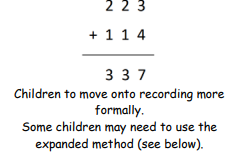 2 2 3
+ 1 1 4
3 3 7
Children to move onto recording more
formally.
Some children may need to use the
expanded method (see below).